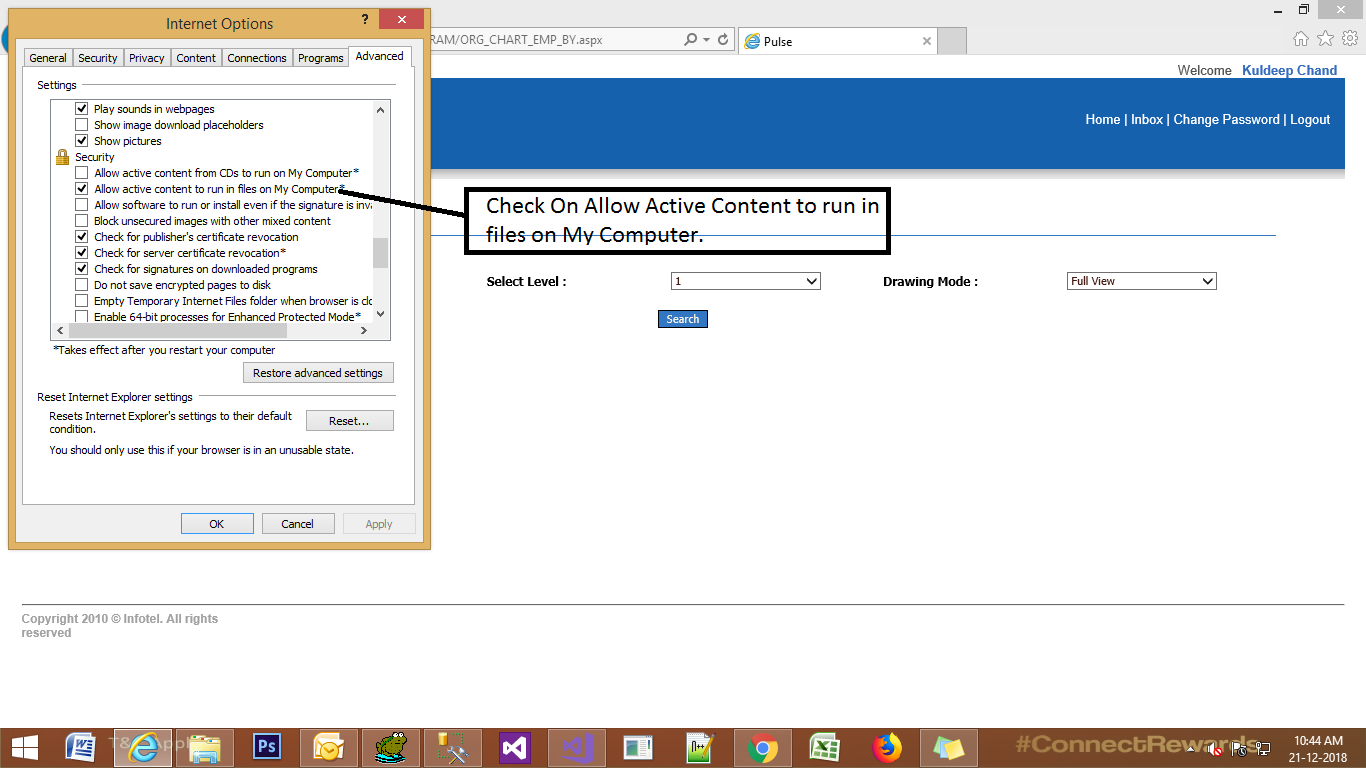 Internet Options
?
RAM/ORG_CHART_EMP_BY.aspx
Pulse
General Security Privacy Content Connections Programs Advanced
Welcome Kuldeep Chand
Home | Inbox | Change Password | Logout
Settings
Play sounds in webpages
Show image download placeholders
Show pictures
Security
Allow active content from CDs to run on My Computer*
Allow active content to run in files on My Computer*
Allow software to run or install even if the signature is inva
Block unsecured images with other mixed content
Check for publisher's certificate revocation
Check for server certificate revocation*
Check for signatures on downloaded programs
Do not save encrypted pages to disk
Empty Temporary Internet Files folder when browser is clo
Enable 64-bit processes for Enhanced Protected Mode*
*Takes effect after you restart your computer
Restore advanced settings
Reset Internet Explorer settings
Resets Internet Explorer's settings to their default
condition.
Reset...
You should only use this if your browser is in an unusable state.
OK Cancel Apply
Check On Allow Active Content to run in
files on My Computer.
Select Level : 1 Drawing Mode : Full View
Search
Copyright 2010 © Infotel. All rights
reserved
Ps
#ConnectRewards
10:44 AM
21-12-2018